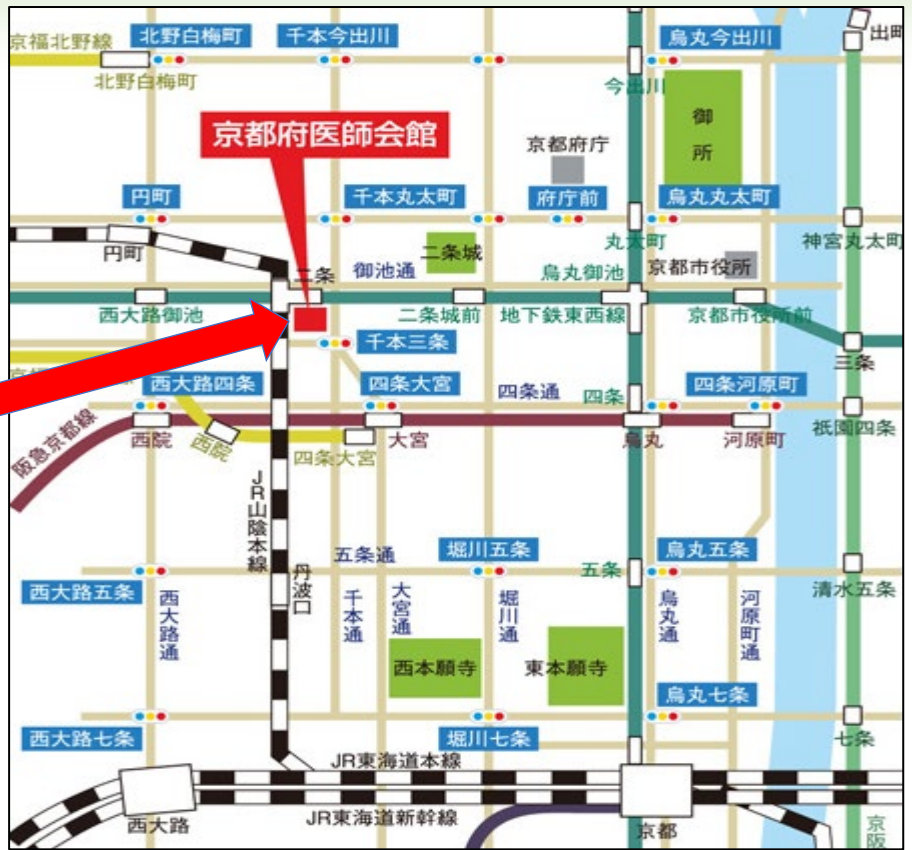 京福北野線
北野白梅町
千本今出川
烏丸今出川
出町
北野白梅町
今出川
御所
京都府医師会館
京都府庁
円町
千本丸太町
府庁前
烏丸丸太町
円町
丸太町
神宮丸太町
二条
御池通
二条城
烏丸御池
京都市役所
西大路御池
二条城前
地下鉄東西線
京都市役所前
千本三条
三条
西大路四条
四条大宮
四条通
四条
四条河原町
阪急京都線
西院
西院
四条大宮
大宮
烏丸
河原町
祇園四条
JR山陰本線
丹波口
五条通
堀川五条
五条
烏丸五条
西大路五条
清水五条
西大路通
千本通
大宮通
堀川通
烏丸通
河原町通
西本願寺
東本願寺
烏丸七条
西大路七条
堀川七条
七条
JR東海道本線
JR東海道新幹線
西大路
京都
京阪